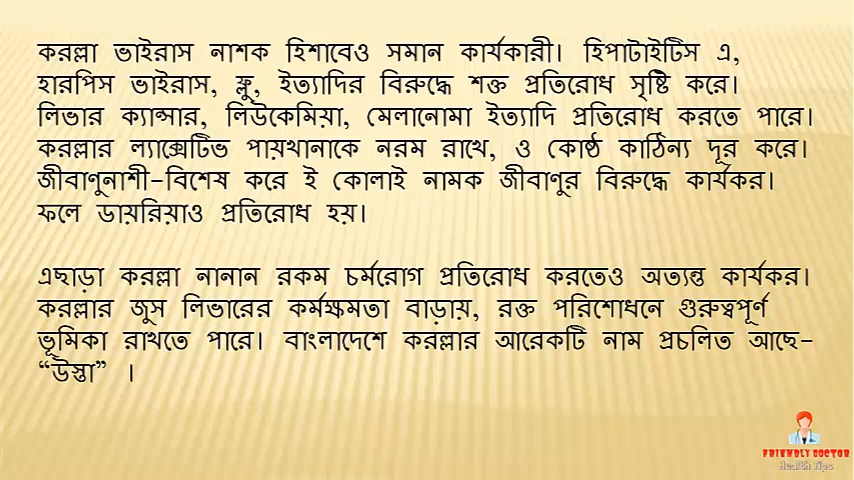 করল্লা ভাইরাস নাশক হিশাবেও সমান কার্যকারী। হিপাটাইটিস এ,
হারপিস ভাইরাস, ফ্লু, ইত্যাদির বিরুদ্ধে শক্ত প্রতিরোধ সৃষ্টি করে।
লিভার ক্যান্সার, লিউকেমিয়া, মেলানোমা ইত্যাদি প্রতিরোধ করতে পারে।
করল্লার ল্যাক্সেটিভ পায়খানাকে নরম রাখে, ও কোষ্ঠ কাঠিন্য দূর করে।
জীবাণুনাশী-বিশেষ করে ই কোলাই নামক জীবাণুর বিরুদ্ধে কার্যকর।
ফলে ডায়রিয়াও প্রতিরোধ হয়।
এছাড়া করল্লা নানান রকম চর্মরোগ প্রতিরোধ করতেও অত্যন্ত কার্যকর।
করল্লার জুস লিভারের কর্মক্ষমতা বাড়ায়, রক্ত পরিশোধনে গুরুত্বপূর্ণ
ভূমিকা রাখতে পারে। বাংলাদেশে করল্লার আরেকটি নাম প্রচলিত আছে-
“উস্তা” ।
FRIENDLY DOCTOR
Health Tips